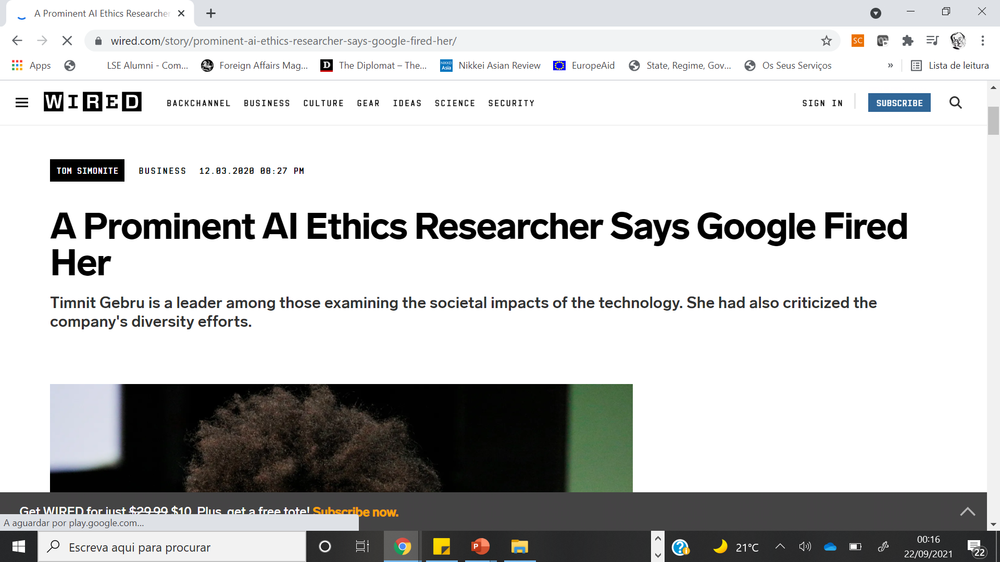 A Prominent AI Ethics Researcher
wired.com/story/prominent-ai-ethics-researcher-says-google-fired-her/
SC
Apps LSE Alumni - Com... Foreign Affairs Mag... D The Diplomat – The... NIKKEI Asia Nikkei Asian Review EuropeAid State, Regime, Gov... Os Seus Serviços » Lista de leitura
WIRED BACKCHANNEL BUSINESS CULTURE GEAR IDEAS SCIENCE SECURITY SIGN IN SUBSCRIBE
TOM SIMONITE BUSINESS 12.03.2020 08:27 PM
A Prominent AI Ethics Researcher Says Google Fired
Her
Timnit Gebru is a leader among those examining the societal impacts of the technology. She had also criticized the
company's diversity efforts.
Get WIRED for just $29.99 $10. Plus, get a free tote! Subscribe now.
A aguardar por play.google.com...
Escreva aqui para procurar
P
21°C
00:16
22/09/2021
22